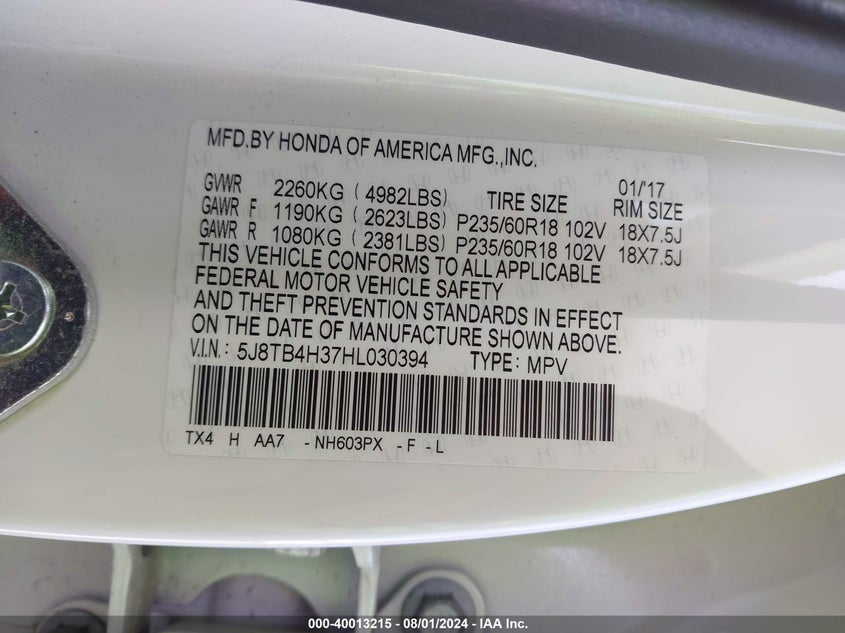 MFD.BY HONDA OF AMERICA MFG.,INC.
GVWR 2260KG ( 4982LBS) TIRE SIZE 01/'17 RIM SIZE
GAWR F 1190KG ( 2623LBS) P235/60R18 102V 18X7.5J
GAWR R 1080KG ( 2381LBS) P235/60R18 102V 18X7.5J
THIS VEHICLE CONFORMS TO ALL APPLICABLE
FEDERAL MOTOR VEHICLE SAFETY
AND THEFT PREVENTION STANDARDS IN EFFECT
ON THE DATE OF MANUFACTURE SHOWN ABOVE.
V.I.N.: 5J8TB4H37HL030394 TYPE: MPV
TX4 H AA7 -NH603PX -F -L
000-40013215 - 08/01/2024 - IAA Inc.